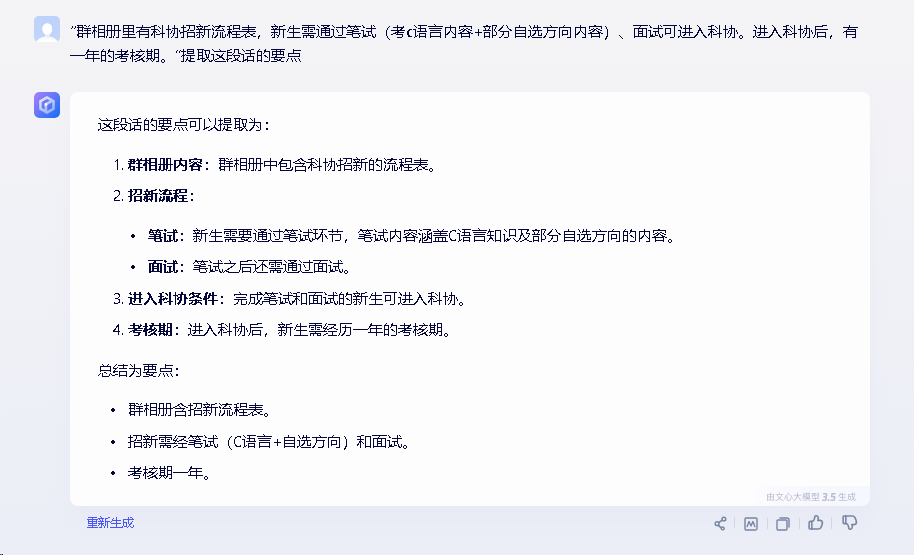 “群相册里有科协招新流程表，新生需通过笔试（考c语言内容+部分自选方向内容）、面试可进入科协。进入科协后，有
一年的考核期。“提取这段话的要点
这段话的要点可以提取为：
1. 群相册内容：群相册中包含科协招新的流程表。
2. 招新流程：
• 笔试：新生需要通过笔试环节，笔试内容涵盖C语言知识及部分自选方向的内容。
• 面试：笔试之后还需通过面试。
3. 进入科协条件：完成笔试和面试的新生可进入科协。
4. 考核期：进入科协后，新生需经历一年的考核期。
总结为要点：
• 群相册含招新流程表。
• 招新需经笔试（C语言+自选方向）和面试。
• 考核期一年。
由文心大模型 3.5 生成
重新生成